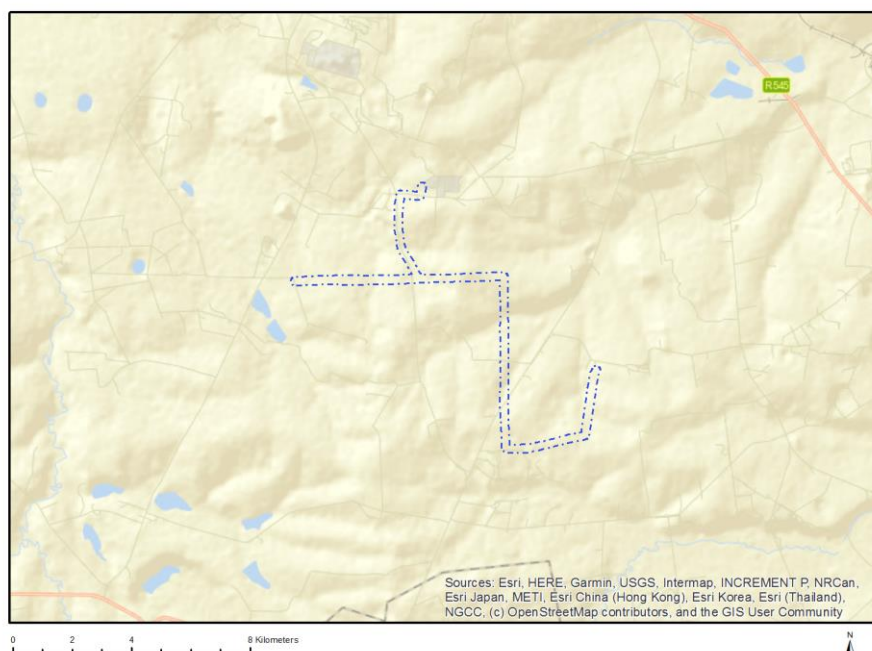 R545
Sources: Esri, HERE, Garmin, USGS, Intermap, INCREMENT P, NRCan,
Esri Japan, METI, Esri China (Hong Kong), Esri Korea, Esri (Thailand),
NGCC, (c) OpenStreetMap contributors, and the GIS User Community
0 2 4 8 Kilometers
N